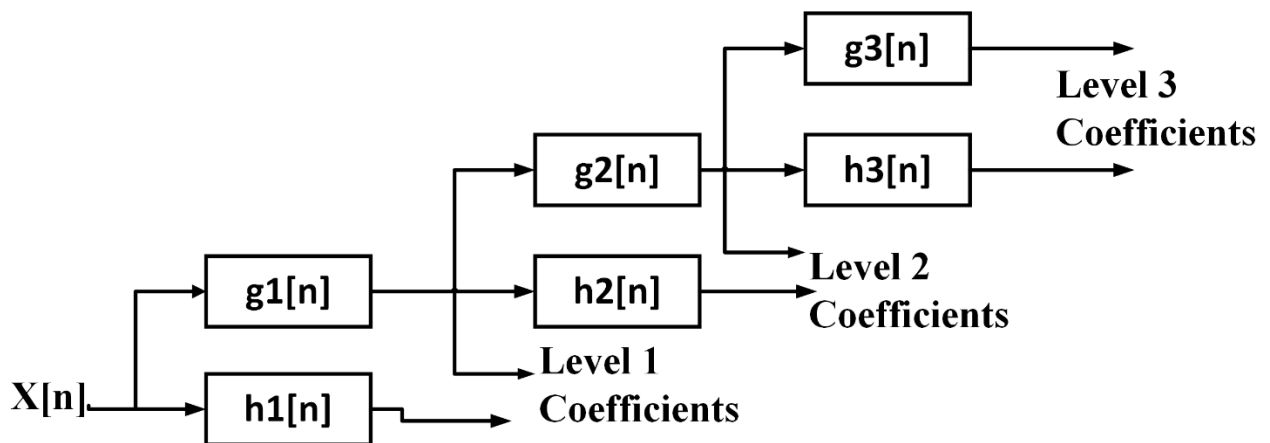 g3[n]
Level 3
Coefficients
g2[n]
h3[n]
Level 2
Coefficients
g1[n]
h2[n]
Level 1
Coefficients
X[n]
h1[n]